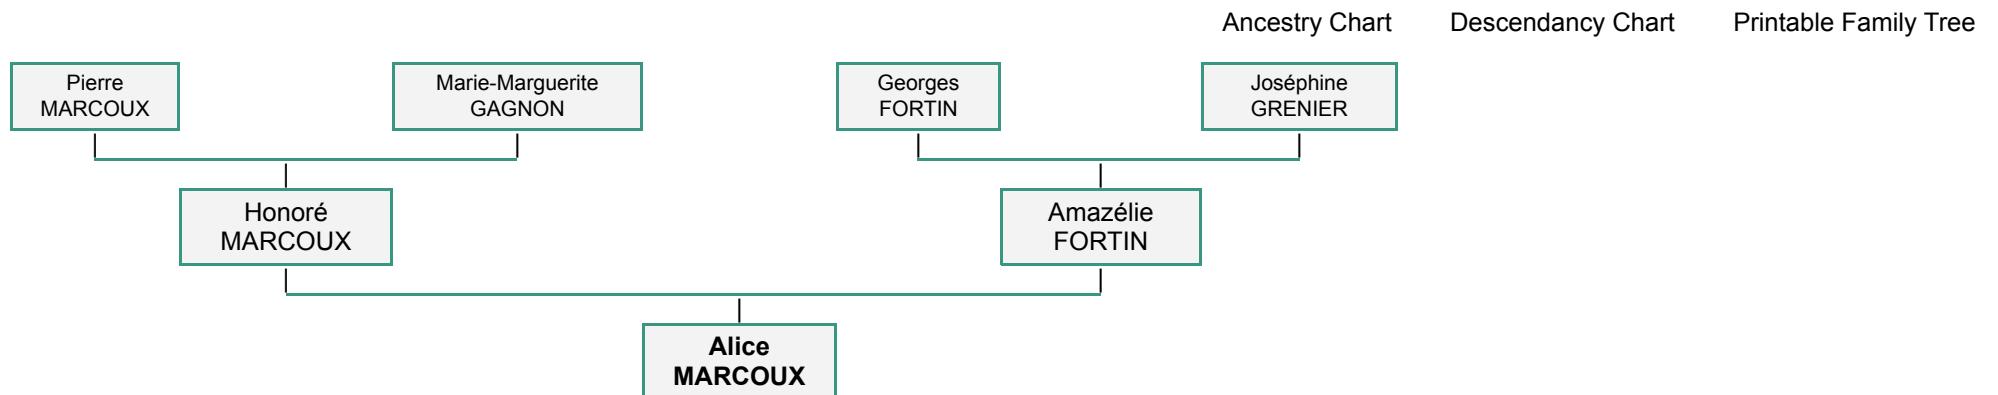 Ancestry Chart Descendancy Chart Printable Family Tree
Pierre
MARCOUX
Marie-Marguerite
GAGNON
Georges
FORTIN
Joséphine
GRENIER
Honoré
MARCOUX
Amazélie
FORTIN
Alice
MARCOUX